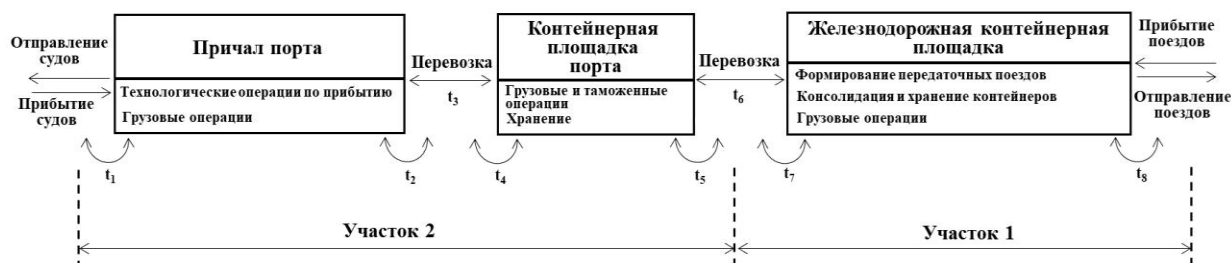 Отправление
судов
Прибытие
судов
Причал порта
Технологические операции по прибытию
Грузовые операции
Перевозка
t3
Контейнерная
площадка
порта
Грузовые и таможенные
операции
Хранение
Перевозка
t6
Железнодорожная контейнерная
площадка
Формирование передаточных поездов
Консолидация и хранение контейнеров
Грузовые операции
Прибытие
поездов
Отправление
поездов
t1
t2
t4
t5
t7
t8
Участок 2
Участок 1